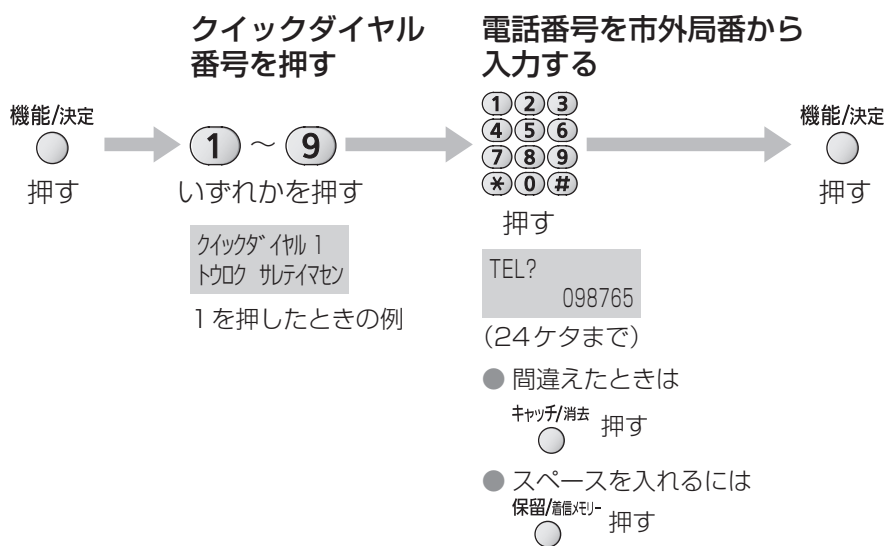 クイックダイヤル
番号を押す
電話番号を市外局番から
入力する
機能/決定
押す
1 ~ 9
いずれかを押す
クイックダイヤル 1
トウロク サレテイマセン
1を押したときの例
1 2 3
4 5 6
7 8 9
* 0 #
押す
TEL?
098765
(24ケタまで)
● 間違えたときは
キャッチ/消去
押す
● スペースを入れるには
保留/着信メモリー
押す
機能/決定
押す